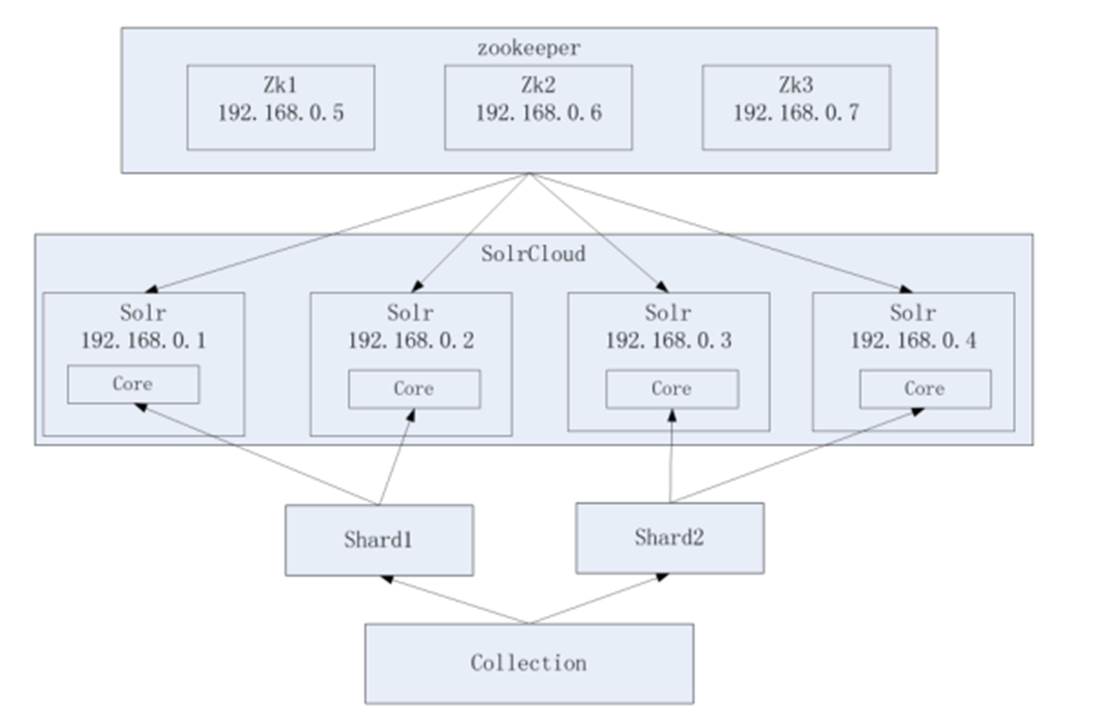 zookeeper
Zk1
192.168.0.5
Zk2
192.168.0.6
Zk3
192.168.0.7
SolrCloud
Solr
192.168.0.1
Core
Solr
192.168.0.2
Core
Solr
192.168.0.3
Core
Solr
192.168.0.4
Core
Shard1
Shard2
Collection